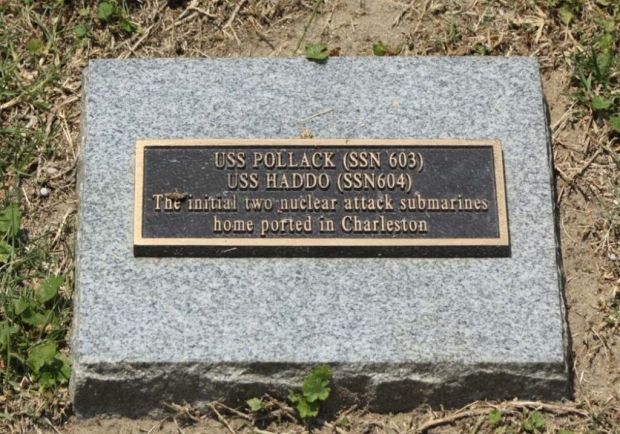 USS POLLACK (SSN 603)
USS HADDO (SSN604)
The initial two nuclear attack submarines
home ported in Charleston